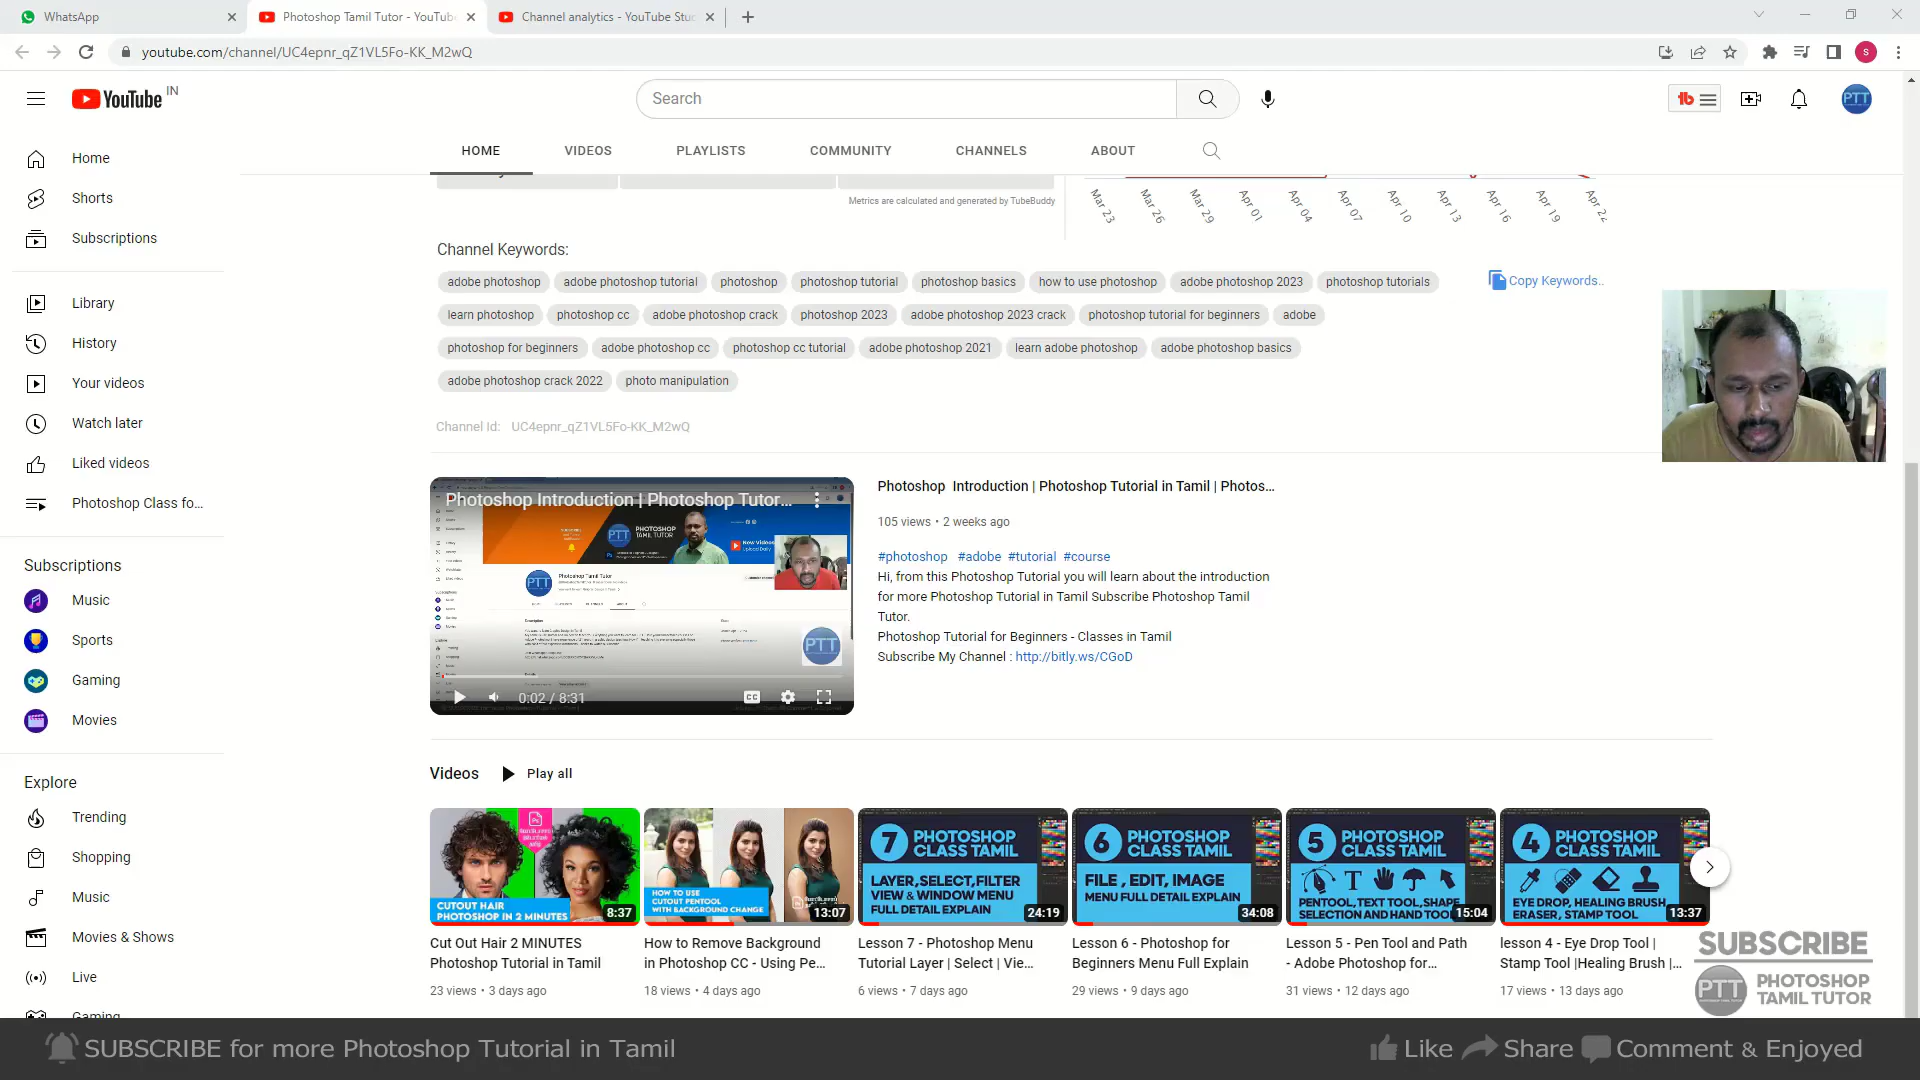 WhatsApp
Photoshop Tamil Tutor - YouTube
Channel analytics - YouTube Stu
youtube.com/channel/UC4epnr_qZ1VL5Fo-KK_M2wQ
S
YouTube IN
Search
PTT
HOME VIDEOS PLAYLISTS COMMUNITY CHANNELS ABOUT
Home
Shorts
Subscriptions
Library
History
Your videos
Watch later
Liked videos
Photoshop Class fo...
Subscriptions
Music
Sports
Gaming
Movies
Explore
Trending
Shopping
Music
Movies & Shows
Live
Gaming
Metrics are calculated and generated by TubeBuddy
Mar 23 Mar 26 Mar 29 Apr 01 Apr 04 Apr 07 Apr 10 Apr 13 Apr 16 Apr 19 Apr 24
Channel Keywords:
adobe photoshop adobe photoshop tutorial photoshop photoshop tutorial photoshop basics how to use photoshop adobe photoshop 2023 photoshop tutorials
Copy Keywords..
learn photoshop photoshop cc adobe photoshop crack photoshop 2023 adobe photoshop 2023 crack photoshop tutorial for beginners adobe
photoshop for beginners adobe photoshop cc photoshop cc tutorial adobe photoshop 2021 learn adobe photoshop adobe photoshop basics
adobe photoshop crack 2022 photo manipulation
Channel Id: UC4epnr_qZ1VL5Fo-KK_M2wQ
Photoshop Introduction | Photoshop Tutor...
PHOTOSHOP
TAMIL TUTOR
New Videos
Photoshop Tamil Tutor
PTT
0:02 / 8:31
Photoshop Introduction | Photoshop Tutorial in Tamil | Photos...
105 views • 2 weeks ago
#photoshop #adobe #tutorial #course
Hi, from this Photoshop Tutorial you will learn about the introduction
for more Photoshop Tutorial in Tamil Subscribe Photoshop Tamil
Tutor.
Photoshop Tutorial for Beginners - Classes in Tamil
Subscribe My Channel : http://bitly.ws/CGoD
Videos Play all
CUTOUT HAIR
PHOTOSHOP IN 2 MINUTES
8:37
Cut Out Hair 2 MINUTES
Photoshop Tutorial in Tamil
23 views • 3 days ago
HOW TO USE
CUTOUT PENTOOL
WITH BACKGROUND CHANGE
13:07
How to Remove Background
in Photoshop CC - Using Pe...
18 views • 4 days ago
7 PHOTOSHOP
CLASS TAMIL
LAYER,SELECT,FILTER
VIEW & WINDOW MENU
FULL DETAIL EXPLAIN
24:19
Lesson 7 - Photoshop Menu
Tutorial Layer | Select | Vie...
6 views • 7 days ago
6 PHOTOSHOP
CLASS TAMIL
FILE , EDIT, IMAGE
MENU FULL DETAIL EXPLAIN
34:08
Lesson 6 - Photoshop for
Beginners Menu Full Explain
29 views • 9 days ago
5 PHOTOSHOP
CLASS TAMIL
PENTOOL,TEXT TOOL,SHAPE
SELECTION AND HAND TOOL
15:04
Lesson 5 - Pen Tool and Path
- Adobe Photoshop for...
31 views • 12 days ago
4 PHOTOSHOP
CLASS TAMIL
EYE DROP, HEALING BRUSH
ERASER, STAMP TOOL
13:37
lesson 4 - Eye Drop Tool |
Stamp Tool |Healing Brush |...
17 views • 13 days ago
SUBSCRIBE
PTT PHOTOSHOP
TAMIL TUTOR
SUBSCRIBE for more Photoshop Tutorial in Tamil
Like Share Comment & Enjoyed